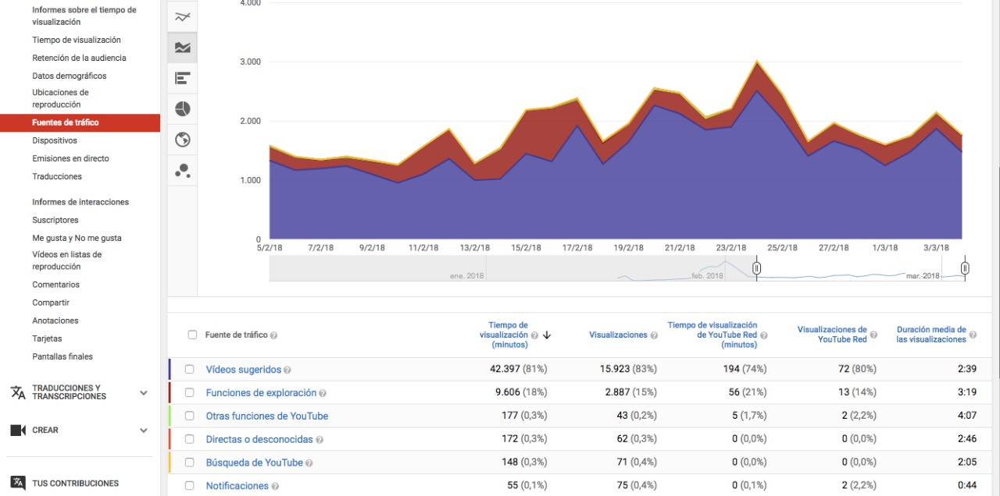 Informes sobre el tiempo de
visualización
Tiempo de visualización
Retención de la audiencia
Datos demográficos
Ubicaciones de
reproducción
Fuentes de tráfico
Dispositivos
Emisiones en directo
Traducciones
Informes de interacciones
Suscriptores
Me gusta y No me gusta
Vídeos en listas de
reproducción
Comentarios
Compartir
Anotaciones
Tarjetas
Pantallas finales
TRADUCCIONES Y
TRANSCRIPCIONES
CREAR
TUS CONTRIBUCIONES
4.000
3.000
2.000
1.000
0
5/2/18 7/2/18 9/2/18 11/2/18 13/2/18 15/2/18 17/2/18 19/2/18 21/2/18 23/2/18 25/2/18 27/2/18 1/3/18 3/3/18
ene. 2018 feb. 2018 mar. 2018
Fuente de tráfico ? Tiempo de visualización (minutos) ? Visualizaciones ? Tiempo de visualización de YouTube Red (minutos) ? Visualizaciones de YouTube Red ? Duración media de las visualizaciones ?
Vídeos sugeridos ? 42.397 (81%) 15.923 (83%) 194 (74%) 72 (80%) 2:39
Funciones de exploración ? 9.606 (18%) 2.887 (15%) 56 (21%) 13 (14%) 3:19
Otras funciones de YouTube 177 (0,3%) 43 (0,2%) 5 (1,7%) 2 (2,2%) 4:07
Directas o desconocidas ? 172 (0,3%) 62 (0,3%) 0 (0,0%) 0 (0,0%) 2:46
Búsqueda de YouTube ? 148 (0,3%) 71 (0,4%) 0 (0,0%) 0 (0,0%) 2:05
Notificaciones ? 55 (0,1%) 75 (0,4%) 0 (0,1%) 2 (2,2%) 0:44